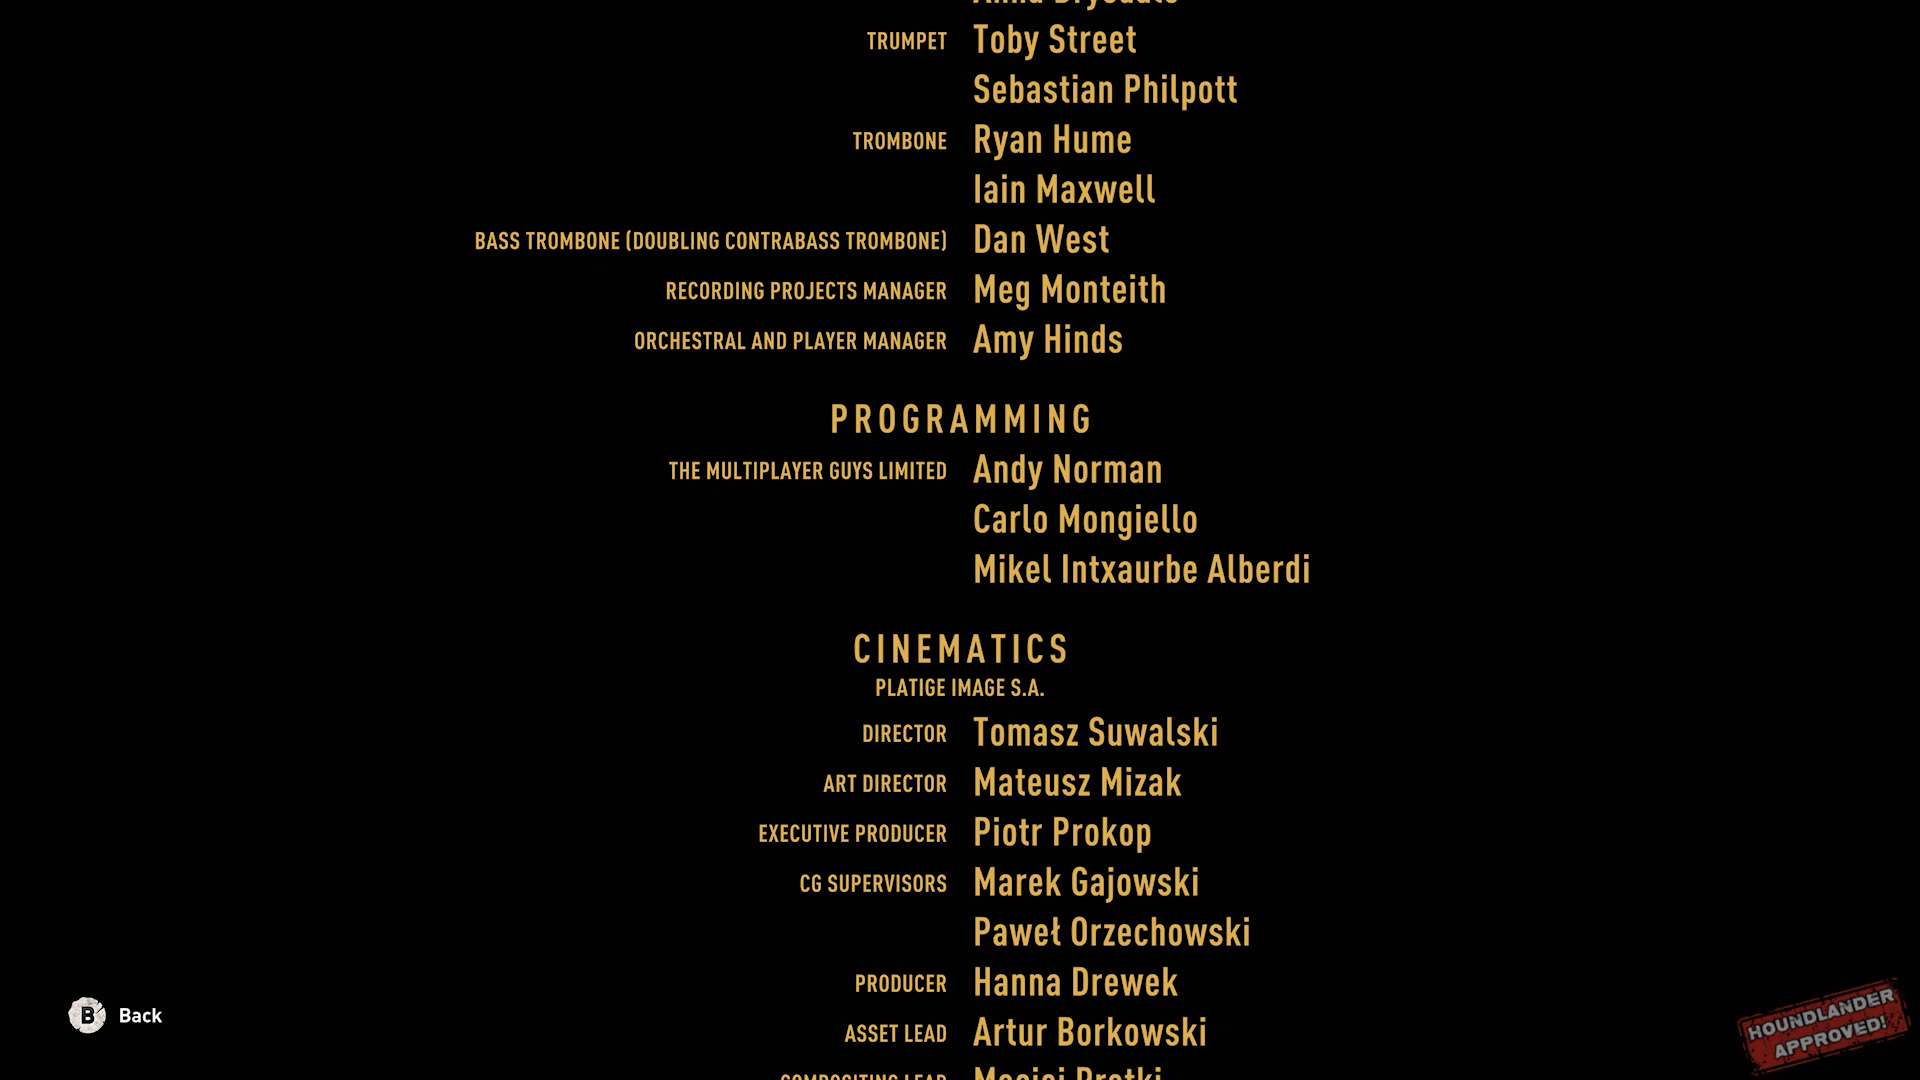 TRUMPET Toby Street
Sebastian Philpott
TROMBONE Ryan Hume
Iain Maxwell
BASS TROMBONE (DOUBLING CONTRABASS TROMBONE) Dan West
RECORDING PROJECTS MANAGER Meg Monteith
ORCHESTRAL AND PLAYER MANAGER Amy Hinds
PROGRAMMING
THE MULTIPLAYER GUYS LIMITED Andy Norman
Carlo Mongiello
Mikel Intxaurbe Alberdi
CINEMATICS
PLATIGE IMAGE S.A.
DIRECTOR Tomasz Suwalski
ART DIRECTOR Mateusz Mizak
EXECUTIVE PRODUCER Piotr Prokop
CG SUPERVISORS Marek Gajowski
Paweł Orzechowski
PRODUCER Hanna Drewek
ASSET LEAD Artur Borkowski
B Back
HOUNDLANDER
APPROVED!